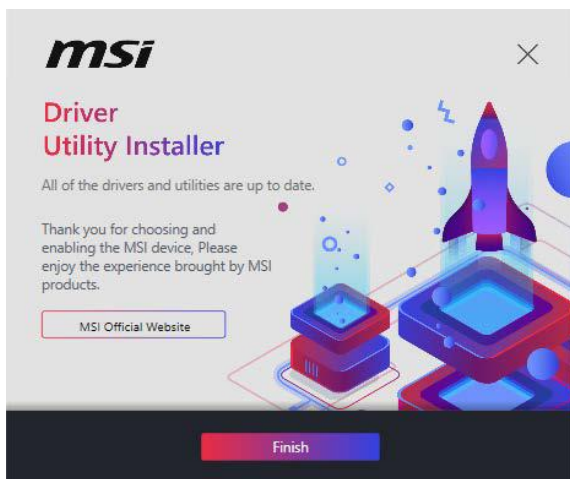 msi
Driver
Utility Installer
All of the drivers and utilities are up to date.
Thank you for choosing and
enabling the MSI device, Please
enjoy the experience brought by MSI
products.
MSI Official Website
Finish